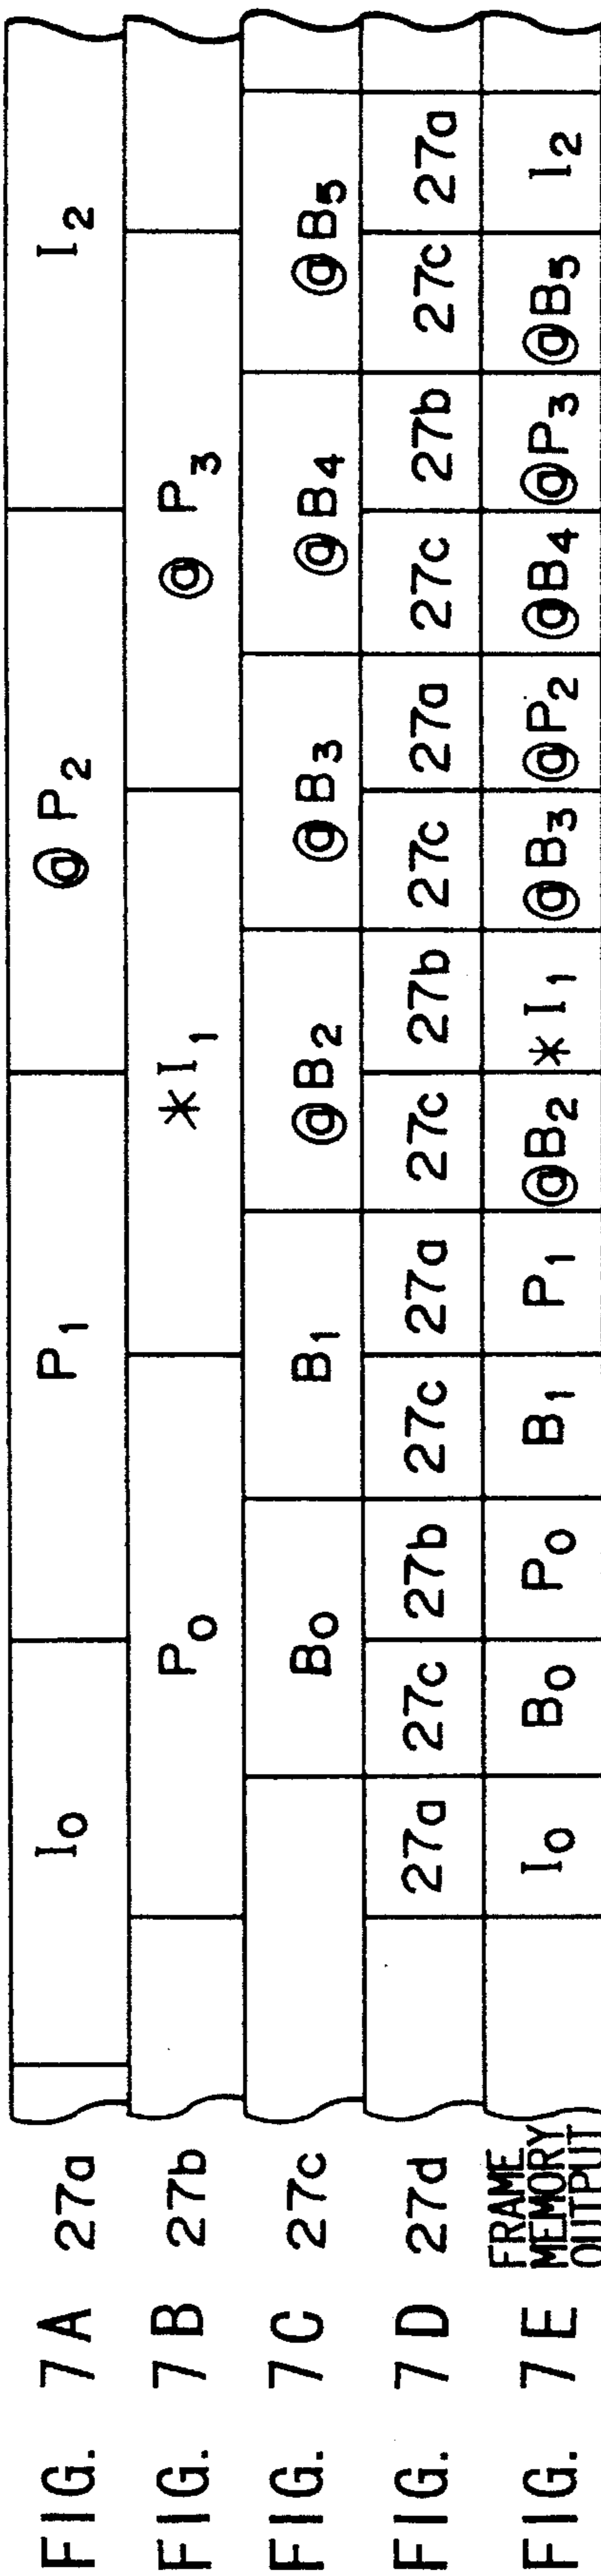 FIG. 7A 27a I0 P1 @P2 I2
FIG. 7B 27b P0 *I1 @P3
FIG. 7C 27c B0 B1 @B2 @B3 @B4 @B5
FIG. 7D 27d 27a 27c 27b 27c 27a 27c 27b 27c 27a 27c 27b 27c 27a
FIG. 7E FRAME MEMORY OUTPUT I0 B0 P0 B1 P1 @B2 *I1 @B3 @P2 @B4 @P3 @B5 I2